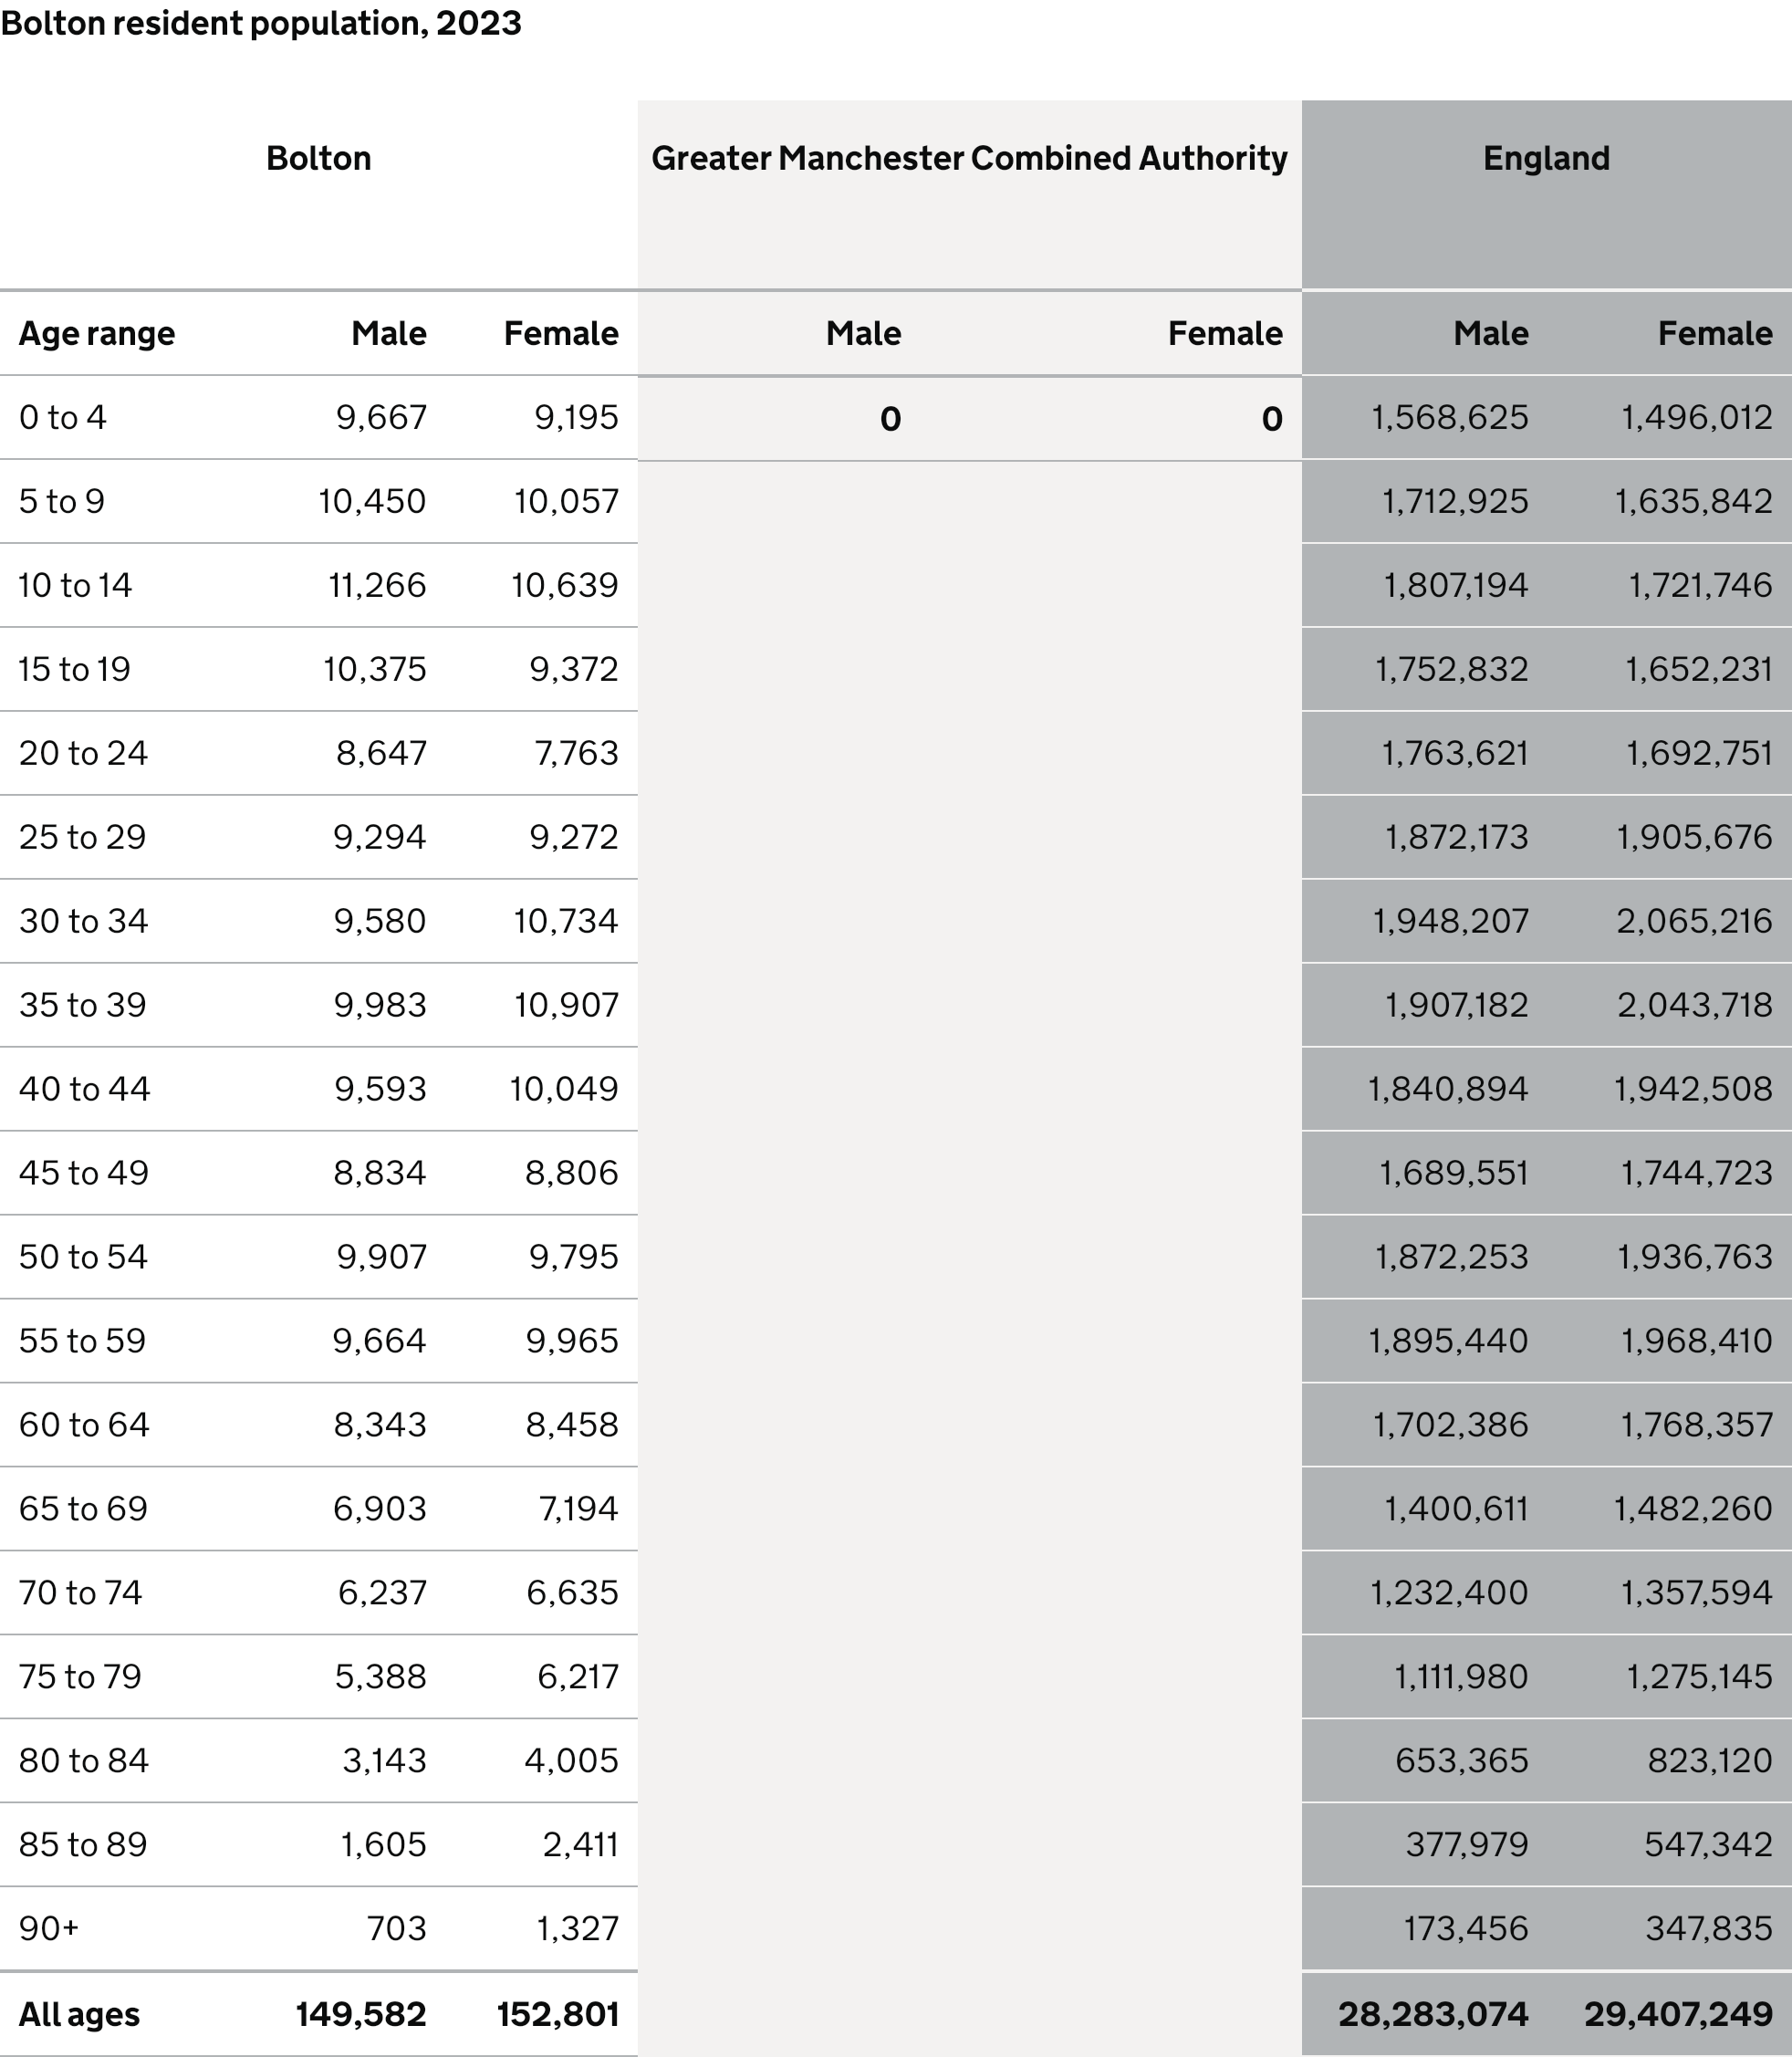 Bolton resident population, 2023
Bolton Greater Manchester Combined Authority England
Age range Male Female Male Female Male Female
0 to 4 9,667 9,195 0 0 1,568,625 1,496,012
5 to 9 10,450 10,057 1,712,925 1,635,842
10 to 14 11,266 10,639 1,807,194 1,721,746
15 to 19 10,375 9,372 1,752,832 1,652,231
20 to 24 8,647 7,763 1,763,621 1,692,751
25 to 29 9,294 9,272 1,872,173 1,905,676
30 to 34 9,580 10,734 1,948,207 2,065,216
35 to 39 9,983 10,907 1,907,182 2,043,718
40 to 44 9,593 10,049 1,840,894 1,942,508
45 to 49 8,834 8,806 1,689,551 1,744,723
50 to 54 9,907 9,795 1,872,253 1,936,763
55 to 59 9,664 9,965 1,895,440 1,968,410
60 to 64 8,343 8,458 1,702,386 1,768,357
65 to 69 6,903 7,194 1,400,611 1,482,260
70 to 74 6,237 6,635 1,232,400 1,357,594
75 to 79 5,388 6,217 1,111,980 1,275,145
80 to 84 3,143 4,005 653,365 823,120
85 to 89 1,605 2,411 377,979 547,342
90+ 703 1,327 173,456 347,835
All ages 149,582 152,801 28,283,074 29,407,249